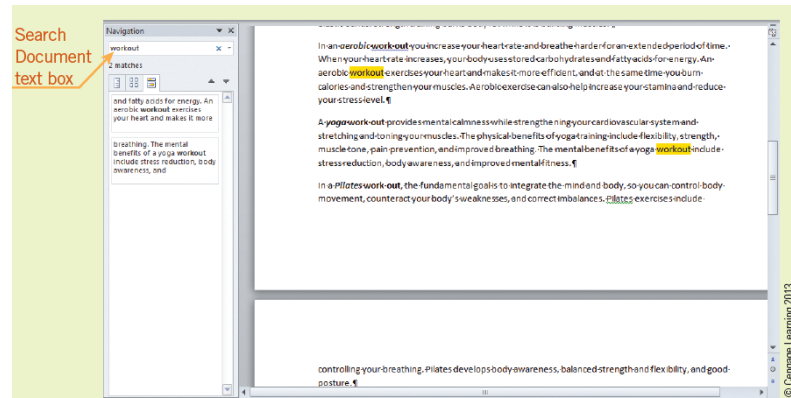 Search
Document
text box
Navigation
workout
2 matches
and fatty acids for energy. An
aerobic workout exercises
your heart and makes it more
breathing. The mental
benefits of a yoga workout
include stress reduction, body
awareness, and
In·an·aerobic·work-out·you·increase·your·heart·rate·and·breathe·harder·for·an·extended·period·of·time.·
When·your·heart·rate·increases,·your·body·uses·stored·carbohydrates·and·fatty·acids·for·energy.·An·
aerobic·workout·exercises·your·heart·and·makes·it·more·efficient,·and·at·the·same·time·you·burn·
calories·and·strengthen·your·muscles.·Aerobic·exercise·can·also·help·increase·your·stamina·and·reduce·
your·stress·level.¶
A·yoga·work-out·provides·mental·calmness·while·strengthening·your·cardiovascular·system·and·
stretching·and·toning·your·muscles.·The·physical·benefits·of·yoga·training·include·flexibility,·strength,·
muscle·tone,·pain·prevention,·and·improved·breathing.·The·mental·benefits·of·a·yoga·workout·include·
stress·reduction,·body·awareness,·and·improved·mental·fitness.¶
In·a·Pilates·work-out,·the·fundamental·goal·is·to·integrate·the·mind·and·body,·so·you·can·control·body·
movement,·counteract·your·body's·weaknesses,·and·correct·imbalances.·Pilates·exercises·include·
controlling·your·breathing.·Pilates·develops·body·awareness,·balanced·strength·and·flexibility,·and·good·
posture.¶
© Cengage Learning 2013